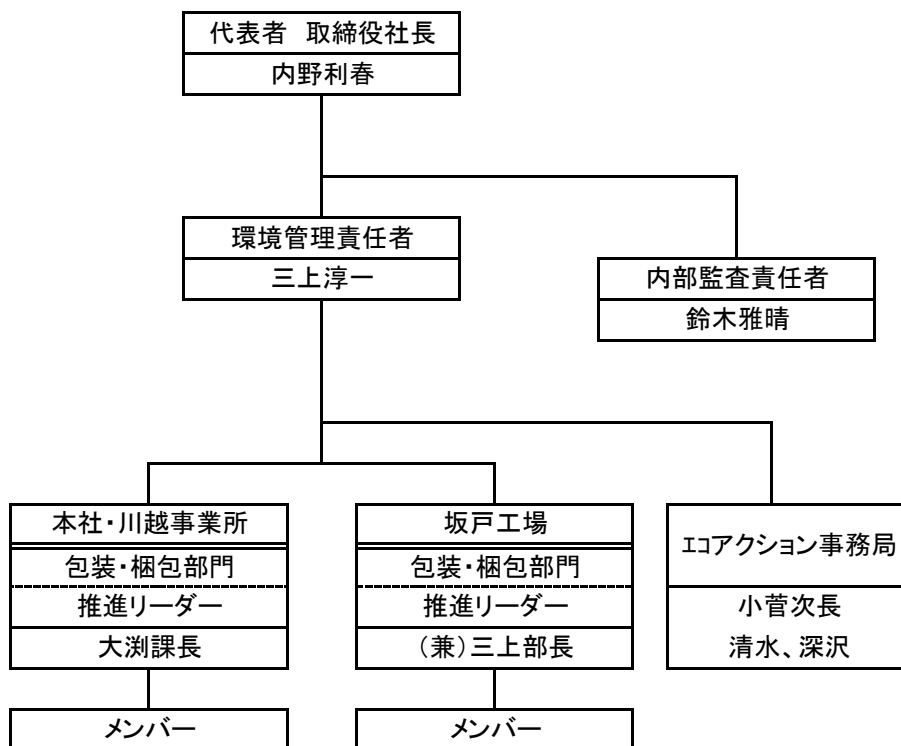 代表者 取締役社長
内野利春
環境管理責任者
三上淳一
内部監査責任者
鈴木雅晴
本社・川越事業所
包装・梱包部門
推進リーダー
大渕課長
メンバー
坂戸工場
包装・梱包部門
推進リーダー
(兼)三上部長
メンバー
ｴｺアクション事務局
小菅次長
清水、深沢